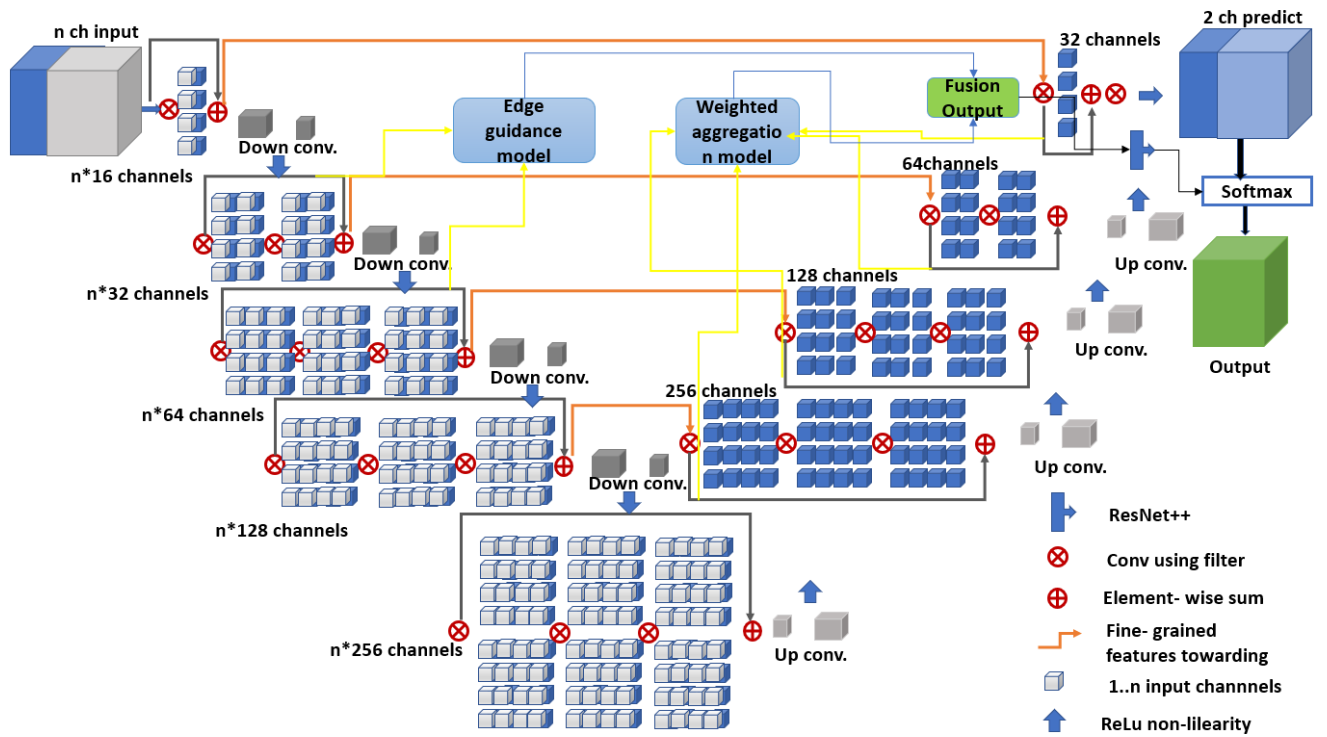 n ch input
2 ch predict
32 channels
Edge
guidance
model
Weighted
aggregatio
n model
Fusion
Output
Down conv.
n*16 channels
64channels
Softmax
Down conv.
Up conv.
n*32 channels
128 channels
Up conv.
Output
Down conv.
n*64 channels
256 channels
Up conv.
Down conv.
n*128 channels
ResNet++
Conv using filter
Element- wise sum
Fine- grained
features towarding
n*256 channels
Up conv.
1..n input channnels
ReLu non-lilearity